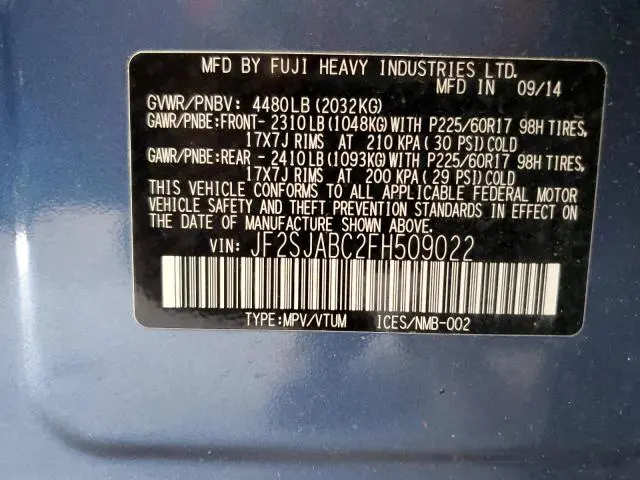 MFD BY FUJI HEAVY INDUSTRIES LTD.
MFD IN 09/14
GVWR/PNBV: 4480LB(2032KG)
GAWR/PNBE:FRONT- 2310LB(1048KG)WITH P225/60R17 98H TIRES,
17X7J RIMS AT 210 KPA( 30 PSI)COLD
GAWR/PNBE:REAR - 2410LB(1093KG)WITH P225/60R17 98H TIRES,
17X7J RIMS AT 200 KPA( 29 PSI)COLD
THIS VEHICLE CONFORMS TO ALL APPLICABLE FEDERAL MOTOR
VEHICLE SAFETY, BUMPER, AND THEFT PREVENTION STANDARDS IN EFFECT ON
THE DATE OF MANUFACTURE SHOWN ABOVE.
VIN: JF2SJABC2FH509022
TYPE:MPV/VTUM ICES/NMB-002